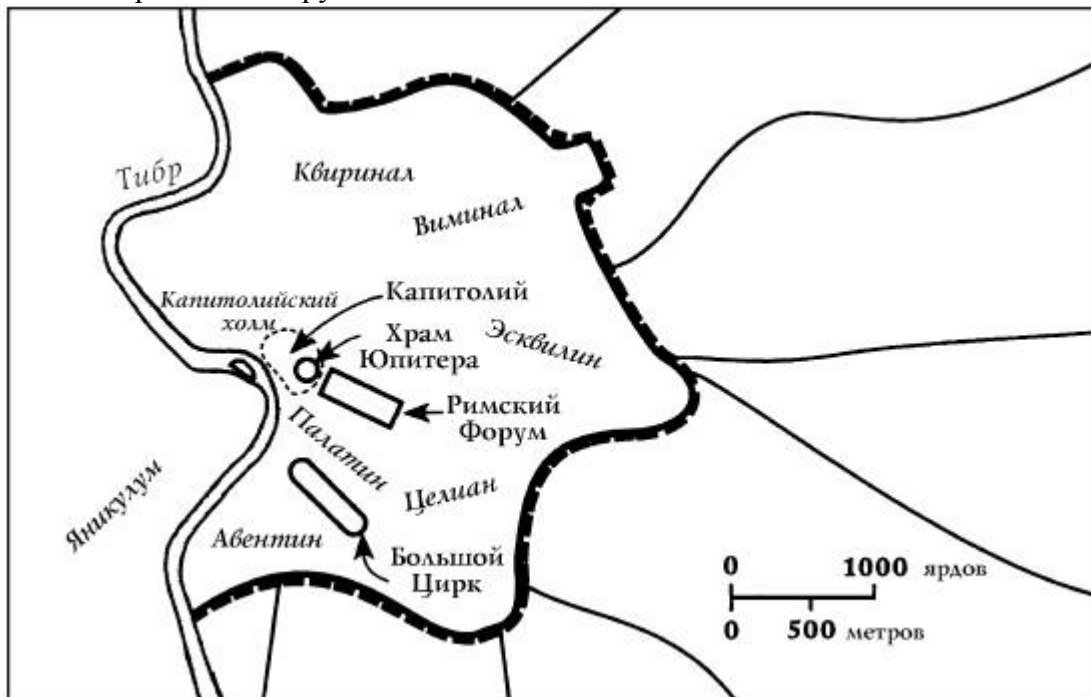 Тибр
Квиринал
Виминал
Капитолийский
холм
Капитолий
Храм
Юпитера
Эсквилин
Римский
Форум
Палатин
Целиан
Яникулум
Авентин
Большой
Цирк
0 1000 ярдов
0 500 метров